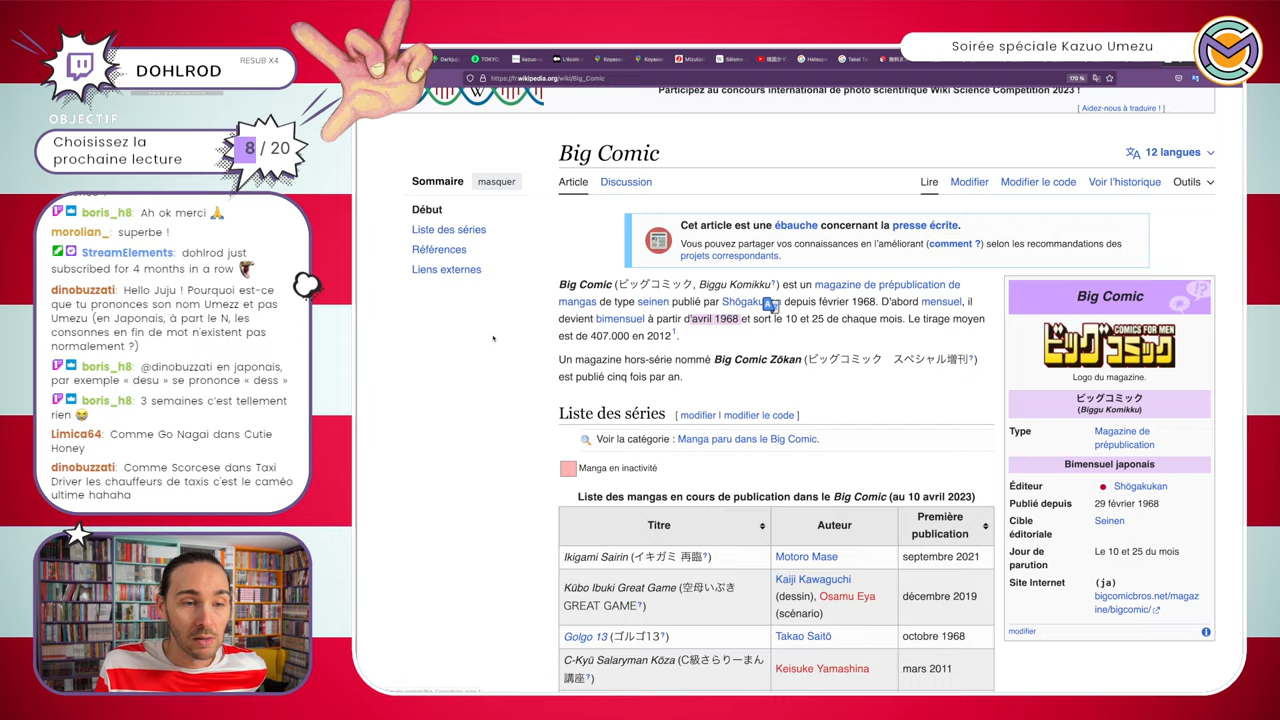 DOHLROD
RESUB X4
OBJECTIF
Choisissez la
prochaine lecture
8 / 20
boris_h8: Ah ok merci 🙏
morolian_: superbe !
StreamElements: dohlrod just
subscribed for 4 months in a row
dinobuzzati: Hello Juju ! Pourquoi est-ce
que tu prononces son nom Umezz et pas
Umezu (en Japonais, à part le N, les
consonnes en fin de mot n'existent pas
normalement ?)
boris_h8: @dinobuzzati en japonais,
par exemple « desu » se prononce « dess »
boris_h8: 3 semaines c'est tellement
rien 😂
Limica64: Comme Go Nagai dans Cutie
Honey
dinobuzzati: Comme Scorcese dans Taxi
Driver les chauffeurs de taxis c'est le caméo
ultime hahaha
Soirée spéciale Kazuo Umezu
https://fr.wikipedia.org/wiki/Big_Comic
170 %
Participez au concours international de photo scientifique Wiki Science Competition 2023 !
[ Aidez-nous à traduire ! ]
Big Comic
12 langues
Sommaire
masquer
Début
Liste des séries
Références
Liens externes
Article
Discussion
Lire
Modifier
Modifier le code
Voir l'historique
Outils
Cet article est une ébauche concernant la presse écrite.
Vous pouvez partager vos connaissances en l'améliorant (comment ?) selon les recommandations des
projets correspondants.
Big Comic (ビッグコミック, Biggu Komikku?) est un magazine de prépublication de
mangas de type seinen publié par Shōgaku depuis février 1968. D'abord mensuel, il
devient bimensuel à partir d'avril 1968 et sort le 10 et 25 de chaque mois. Le tirage moyen
est de 407.000 en 2012 1.
Un magazine hors-série nommé Big Comic Zōkan (ビッグコミック スペシャル増刊?)
est publié cinq fois par an.
Liste des séries [ modifier | modifier le code ]
Voir la catégorie : Manga paru dans le Big Comic.
Manga en inactivité
Liste des mangas en cours de publication dans le Big Comic (au 10 avril 2023)
Titre
Auteur
Première
publication
Ikigami Sairin (イキガミ 再臨?)
Motoro Mase
septembre 2021
Kūbo Ibuki Great Game (空母いぶき
GREAT GAME?)
Kaiji Kawaguchi
(dessin), Osamu Eya
(scénario)
décembre 2019
Golgo 13 (ゴルゴ13?)
Takao Saitō
octobre 1968
C-Kyū Salaryman Kōza (C級さらりーまん
講座?)
Keisuke Yamashina
mars 2011
Big Comic
COMICS FOR MEN
ビッグコミック
Logo du magazine.
ビッグコミック
(Biggu Komikku)
Type
Magazine de
prépublication
Bimensuel japonais
Éditeur
Shōgakukan
Publié depuis
29 février 1968
Cible
éditoriale
Seinen
Jour de
parution
Le 10 et 25 du mois
Site Internet
(ja)
bigcomicbros.net/magaz
ine/bigcomic/
modifier